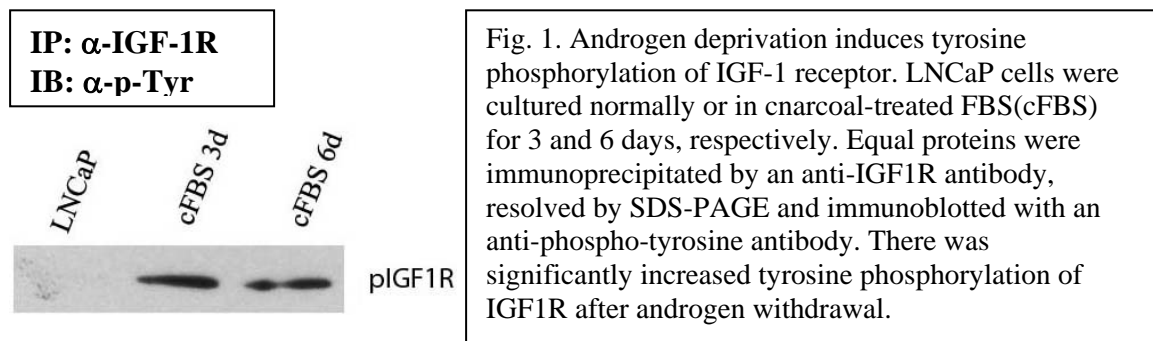 IP: α-IGF-1R
IB: α-p-Tyr
LNCaP
cFBS 3d
cFBS 6d
pIGF1R
Fig. 1. Androgen deprivation induces tyrosine
phosphorylation of IGF-1 receptor. LNCaP cells were
cultured normally or in cnarcoal-treated FBS(cFBS)
for 3 and 6 days, respectively. Equal proteins were
immunoprecipitated by an anti-IGF1R antibody,
resolved by SDS-PAGE and immunoblotted with an
anti-phospho-tyrosine antibody. There was
significantly increased tyrosine phosphorylation of
IGF1R after androgen withdrawal.